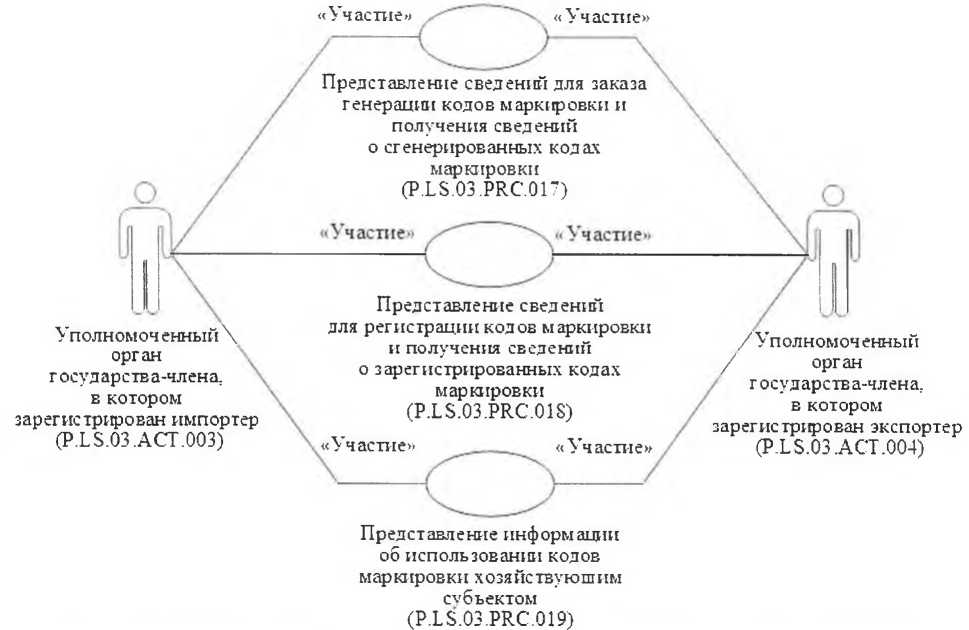 «Участие»
«Участие»
Представление сведений для заказа
генерации кодов маркировки и
получения сведений
о сгенерированных кодах
маркировки
(P.LS.03.PRC.017)
«Участие»
«Участие»
Представление сведений
для регистрации кодов маркировки
и получения сведений
о зарегистрированных кодах
маркировки
(P.LS.03.PRC.018)
Уполномоченный
орган
государства-члена,
в котором
зарегистрирован импортер
(P.LS.03.ACT.003)
Уполномоченный
орган
государства-члена,
в котором
зарегистрирован экспортер
(P.LS.03.ACT.004)
«Участие»
«Участие»
Представление информации
об использовании кодов
маркировки хозяйствующим
субъектом
(P.LS.03.PRC.019)